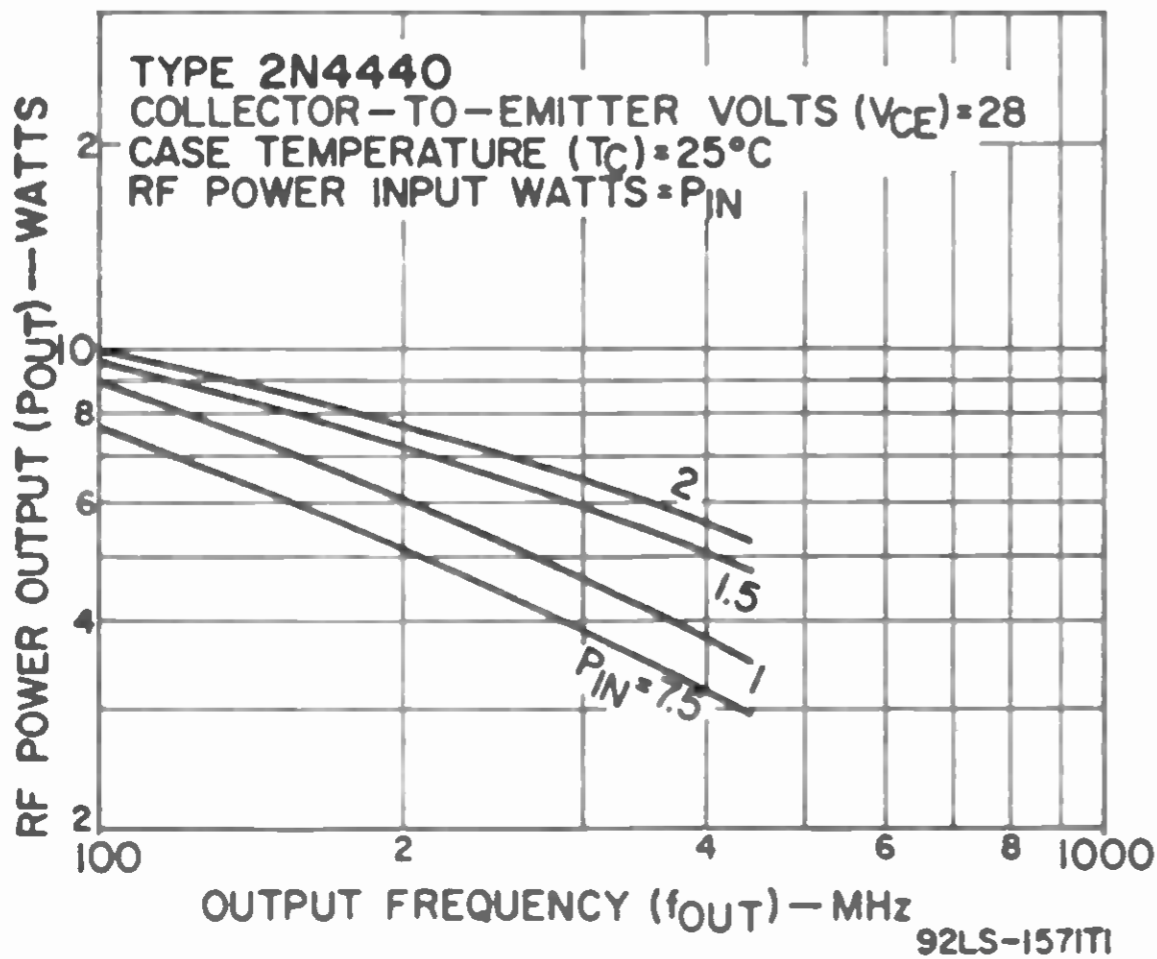 TYPE 2N4440
COLLECTOR-TO-EMITTER VOLTS (VCE)=28
CASE TEMPERATURE (TC)=25°C
RF POWER INPUT WATTS=PIN
RF POWER OUTPUT (POUT)—WATTS
2
10
8
6
4
2
2
1.5
1
PIN=7.5
100
2
4
6
8
1000
OUTPUT FREQUENCY (fOUT)—MHz
92LS-1571T1